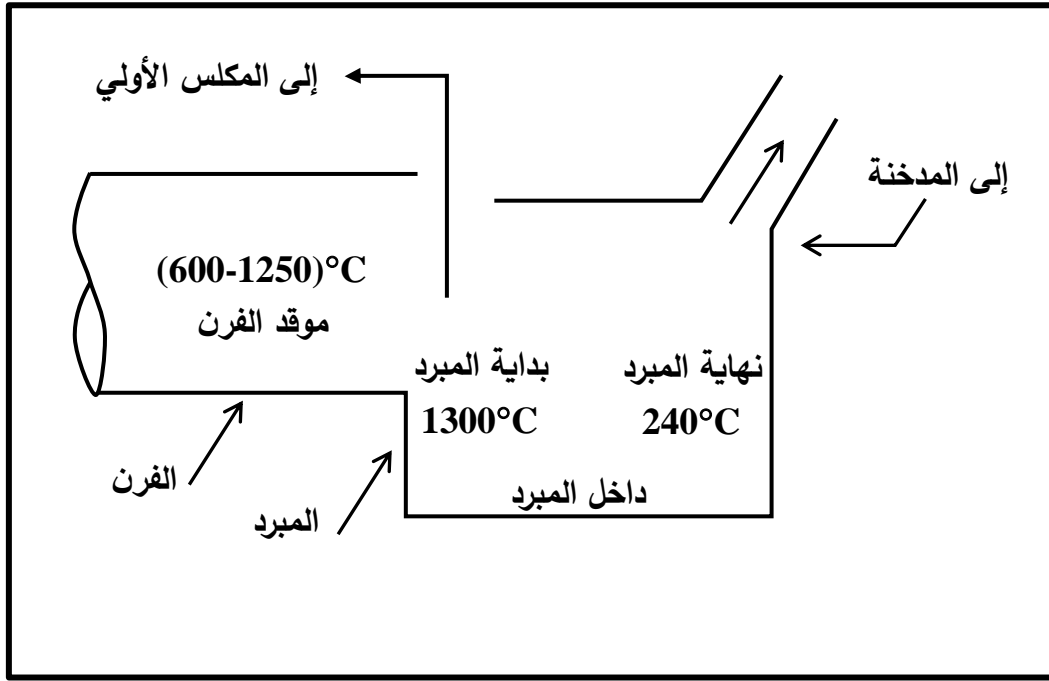 إلى المكلس الأولي
إلى المدخنة
(600-1250)°C
موقد الفرن
بداية المبرد
1300°C
نهاية المبرد
240°C
داخل المبرد
الفرن
المبرد